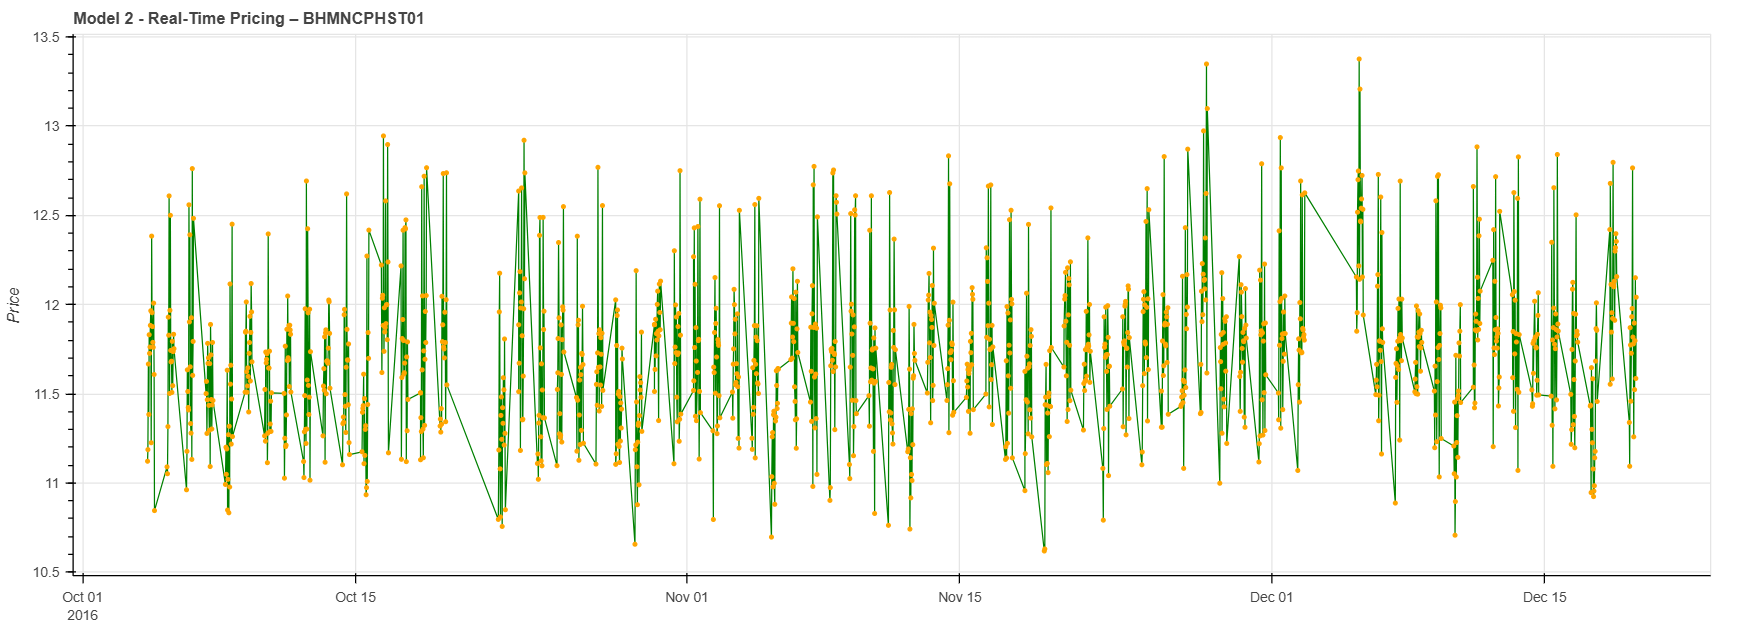 Model 2 - Real-Time Pricing – BHMNCPHST01
13.5
13
12.5
12
11.5
11
10.5
Price
Oct 01
Oct 15
Nov 01
Nov 15
Dec 01
Dec 15
2016